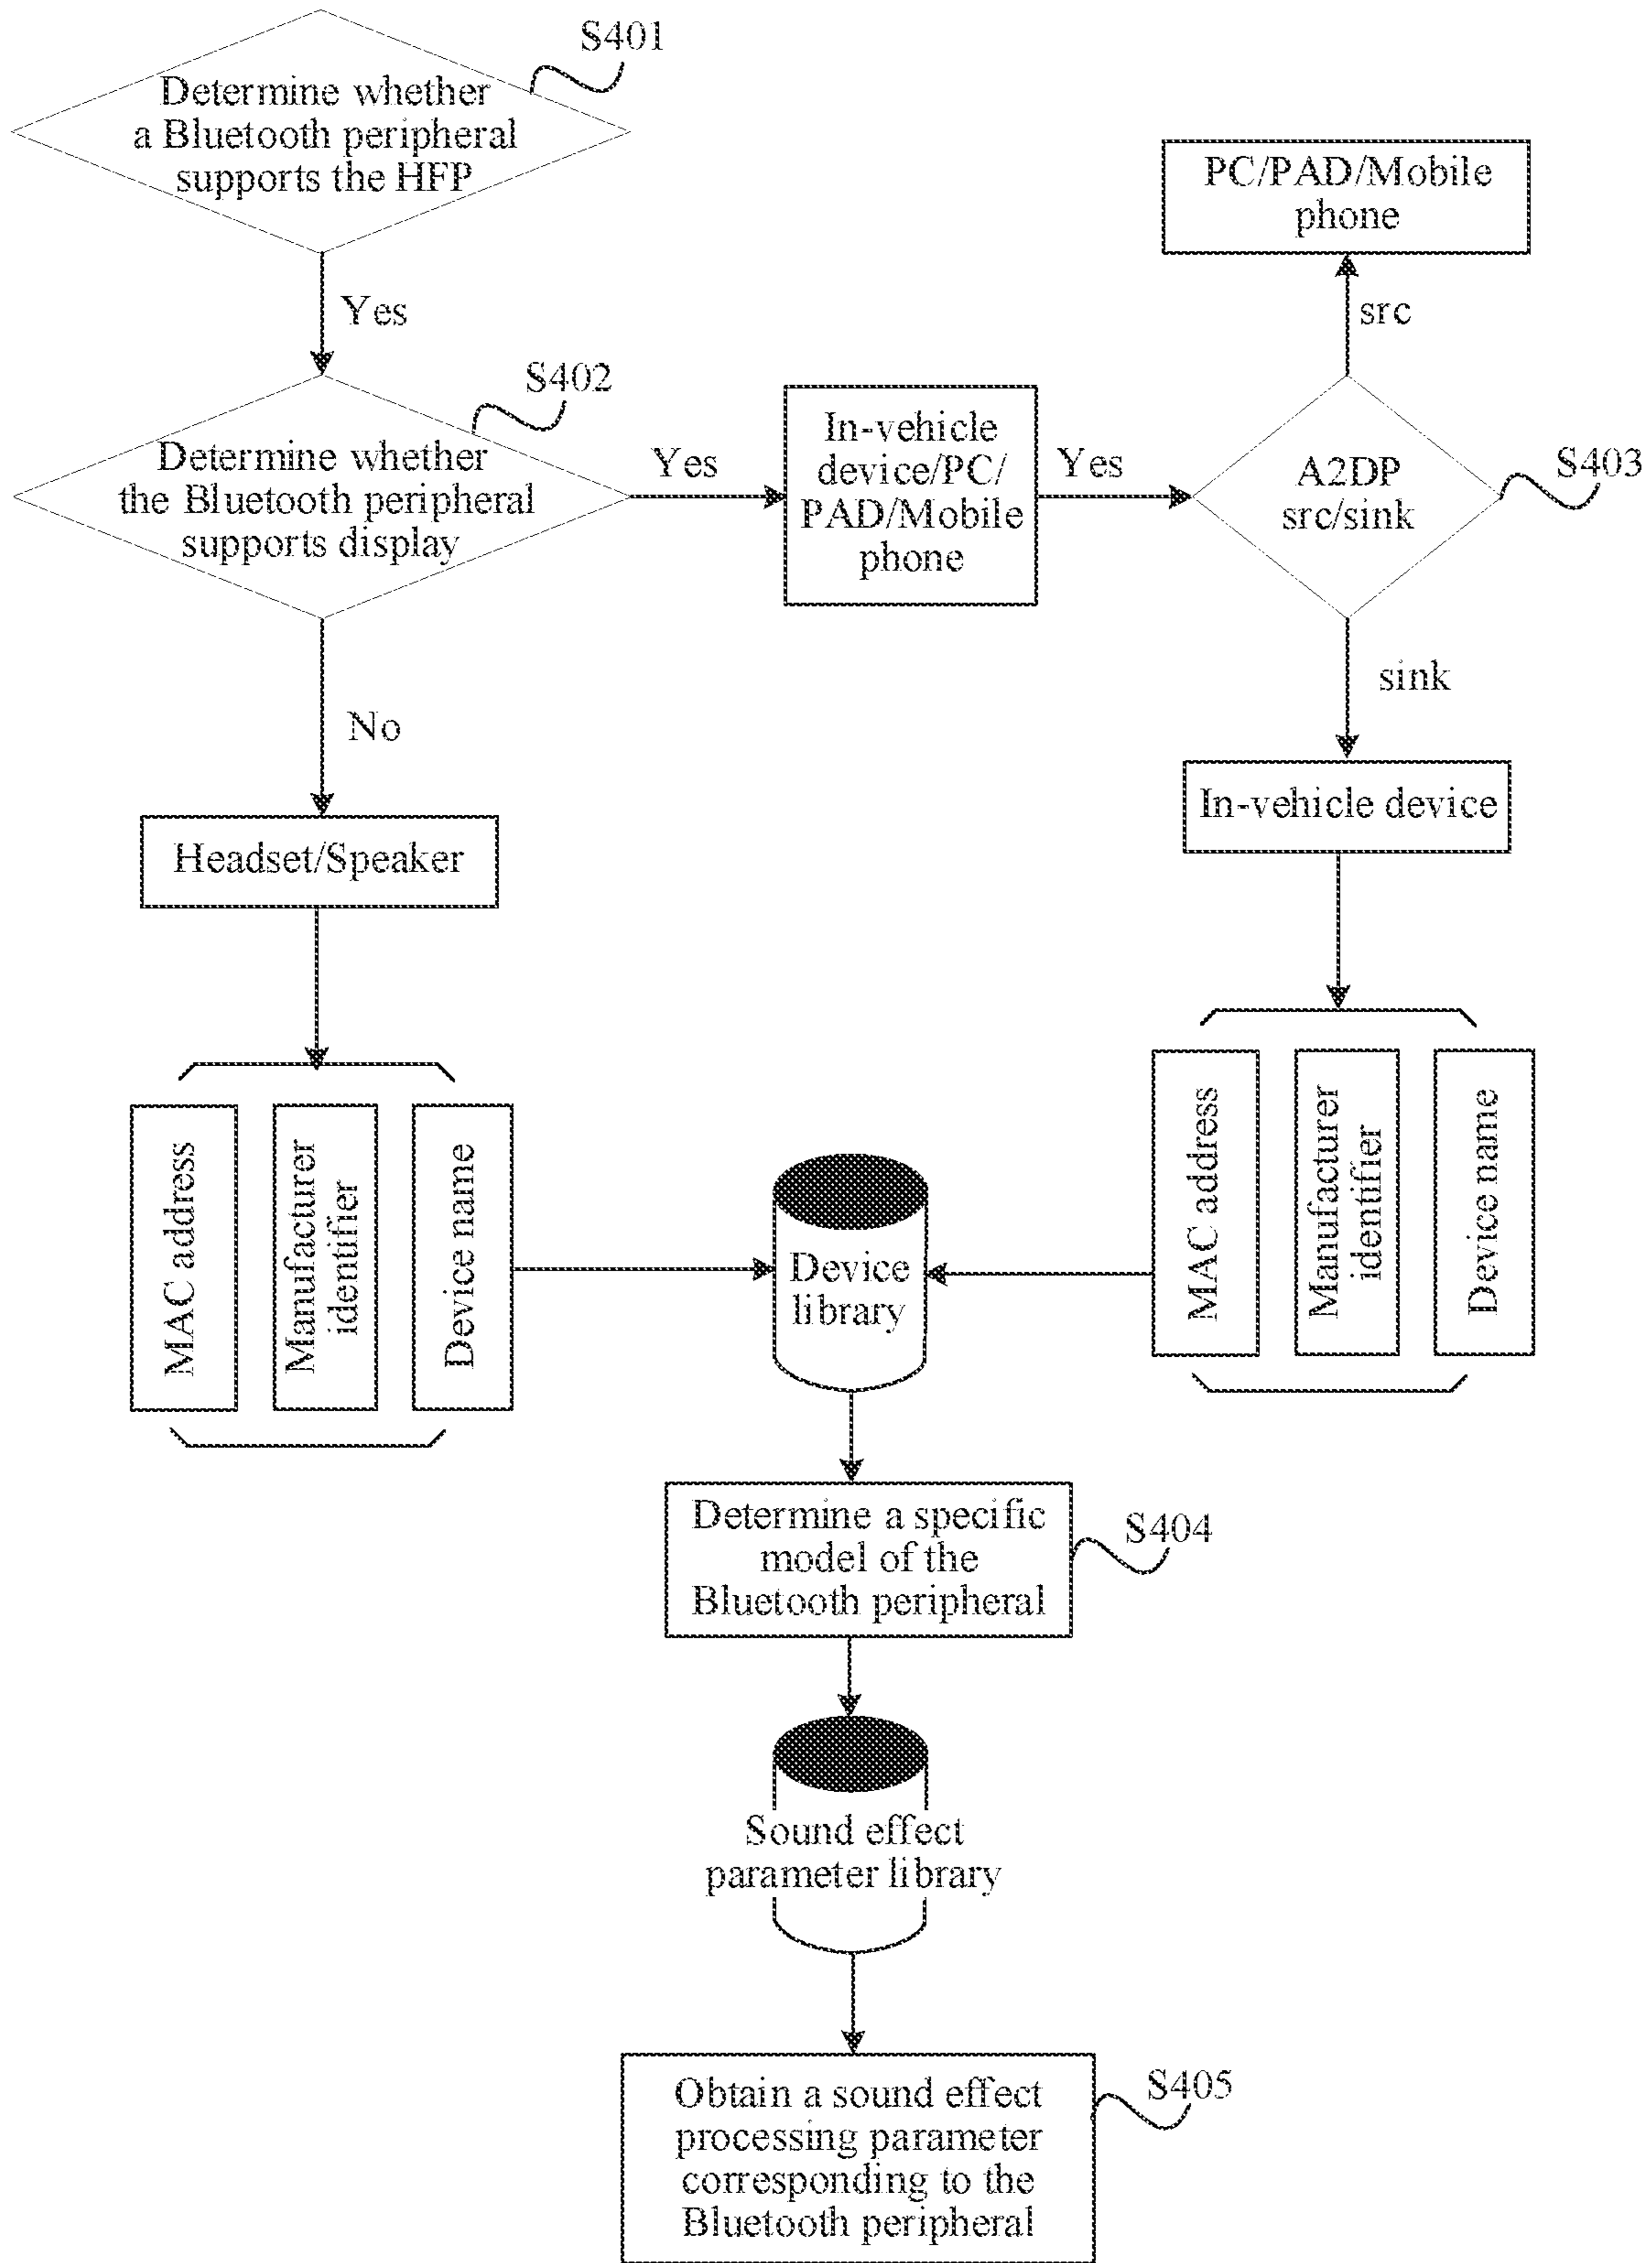 S401
Determine whether
a Bluetooth peripheral
supports the HFP
Yes
PC/PAD/Mobile
phone
src
S402
Determine whether
the Bluetooth peripheral
supports display
Yes
In-vehicle
device/PC/
PAD/Mobile
phone
Yes
A2DP
src/sink
S403
sink
No
In-vehicle device
Headset/Speaker
MAC address
Manufacturer
identifier
Device name
Device
library
MAC address
Manufacturer
identifier
Device name
Determine a specific
model of the
Bluetooth peripheral
S404
Sound effect
parameter library
Obtain a sound effect
processing parameter
corresponding to the
Bluetooth peripheral
S405